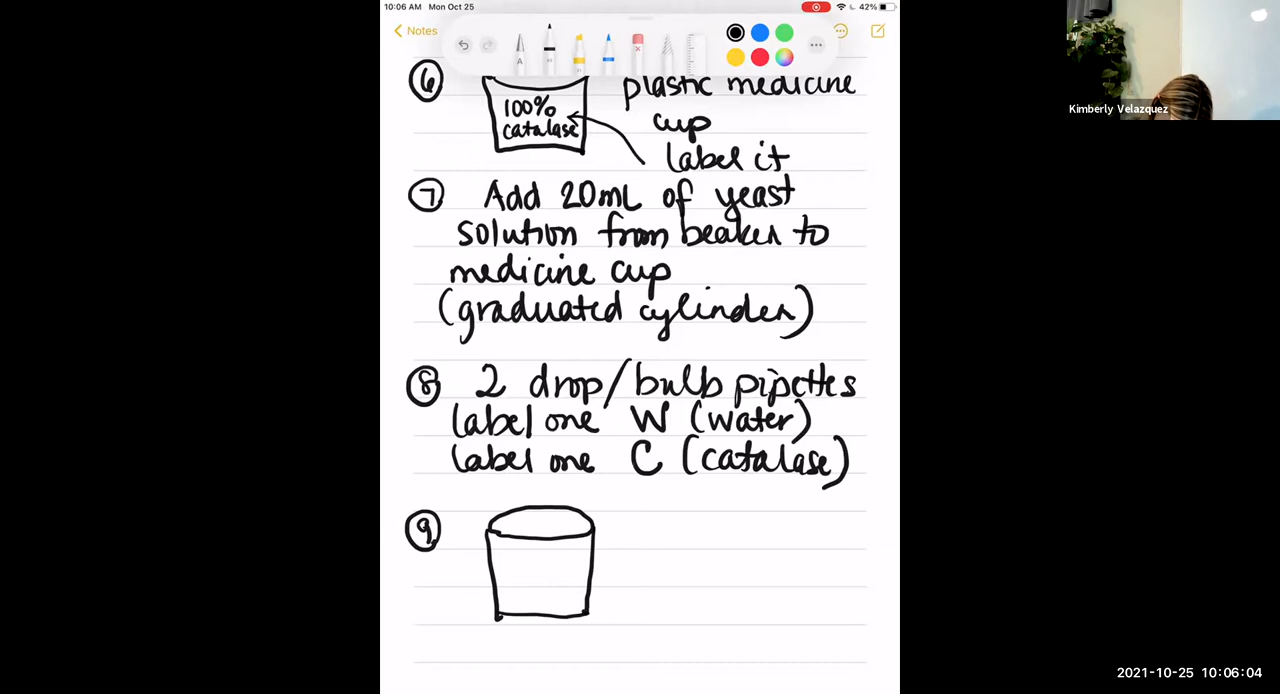 10:06 AM Mon Oct 25
42%
Notes
A
6
plastic medicine
100%
catalase
cup
label it
7 Add 20mL of yeast
solution from beaker to
medicine cup
(graduated cylinder)
8 2 drop/bulb pipettes
label one W (water)
label one C (catalase)
9
Kimberly Velazquez
2021-10-25 10:06:04